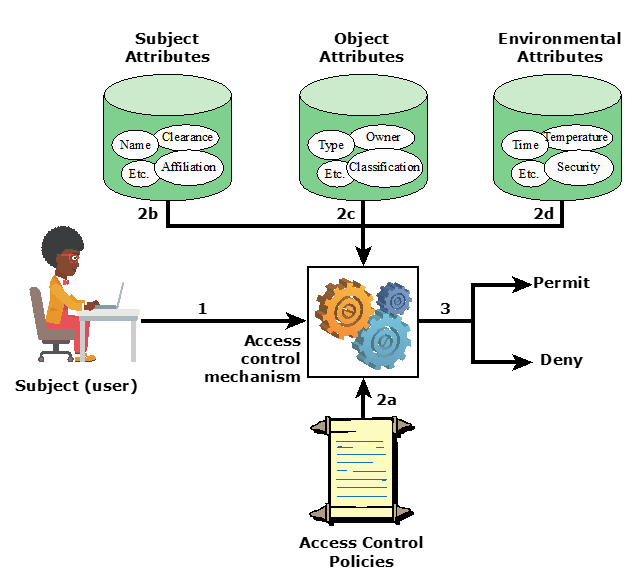 Subject
Attributes
Object
Attributes
Environmental
Attributes
Name
Clearance
Etc.
Affiliation
Type
Owner
Etc.
Classification
Time
Temperature
Etc.
Security
2b
2c
2d
1
Access
control
mechanism
3
Permit
Deny
Subject (user)
2a
Access Control
Policies